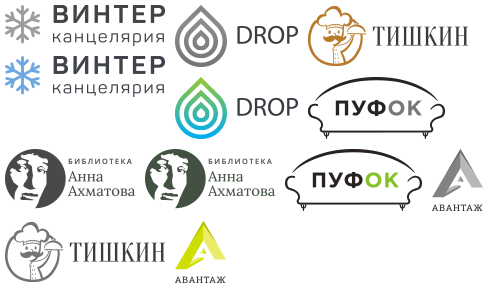 ВИНТЕР
канцелярия
DROP
ТИШКИН
ВИНТЕР
канцелярия
DROP
ПУФОК
БИБЛИОТЕКА
Анна
Ахматова
БИБЛИОТЕКА
Анна
Ахматова
ПУФОК
АВАНТАЖ
ТИШКИН
АВАНТАЖ